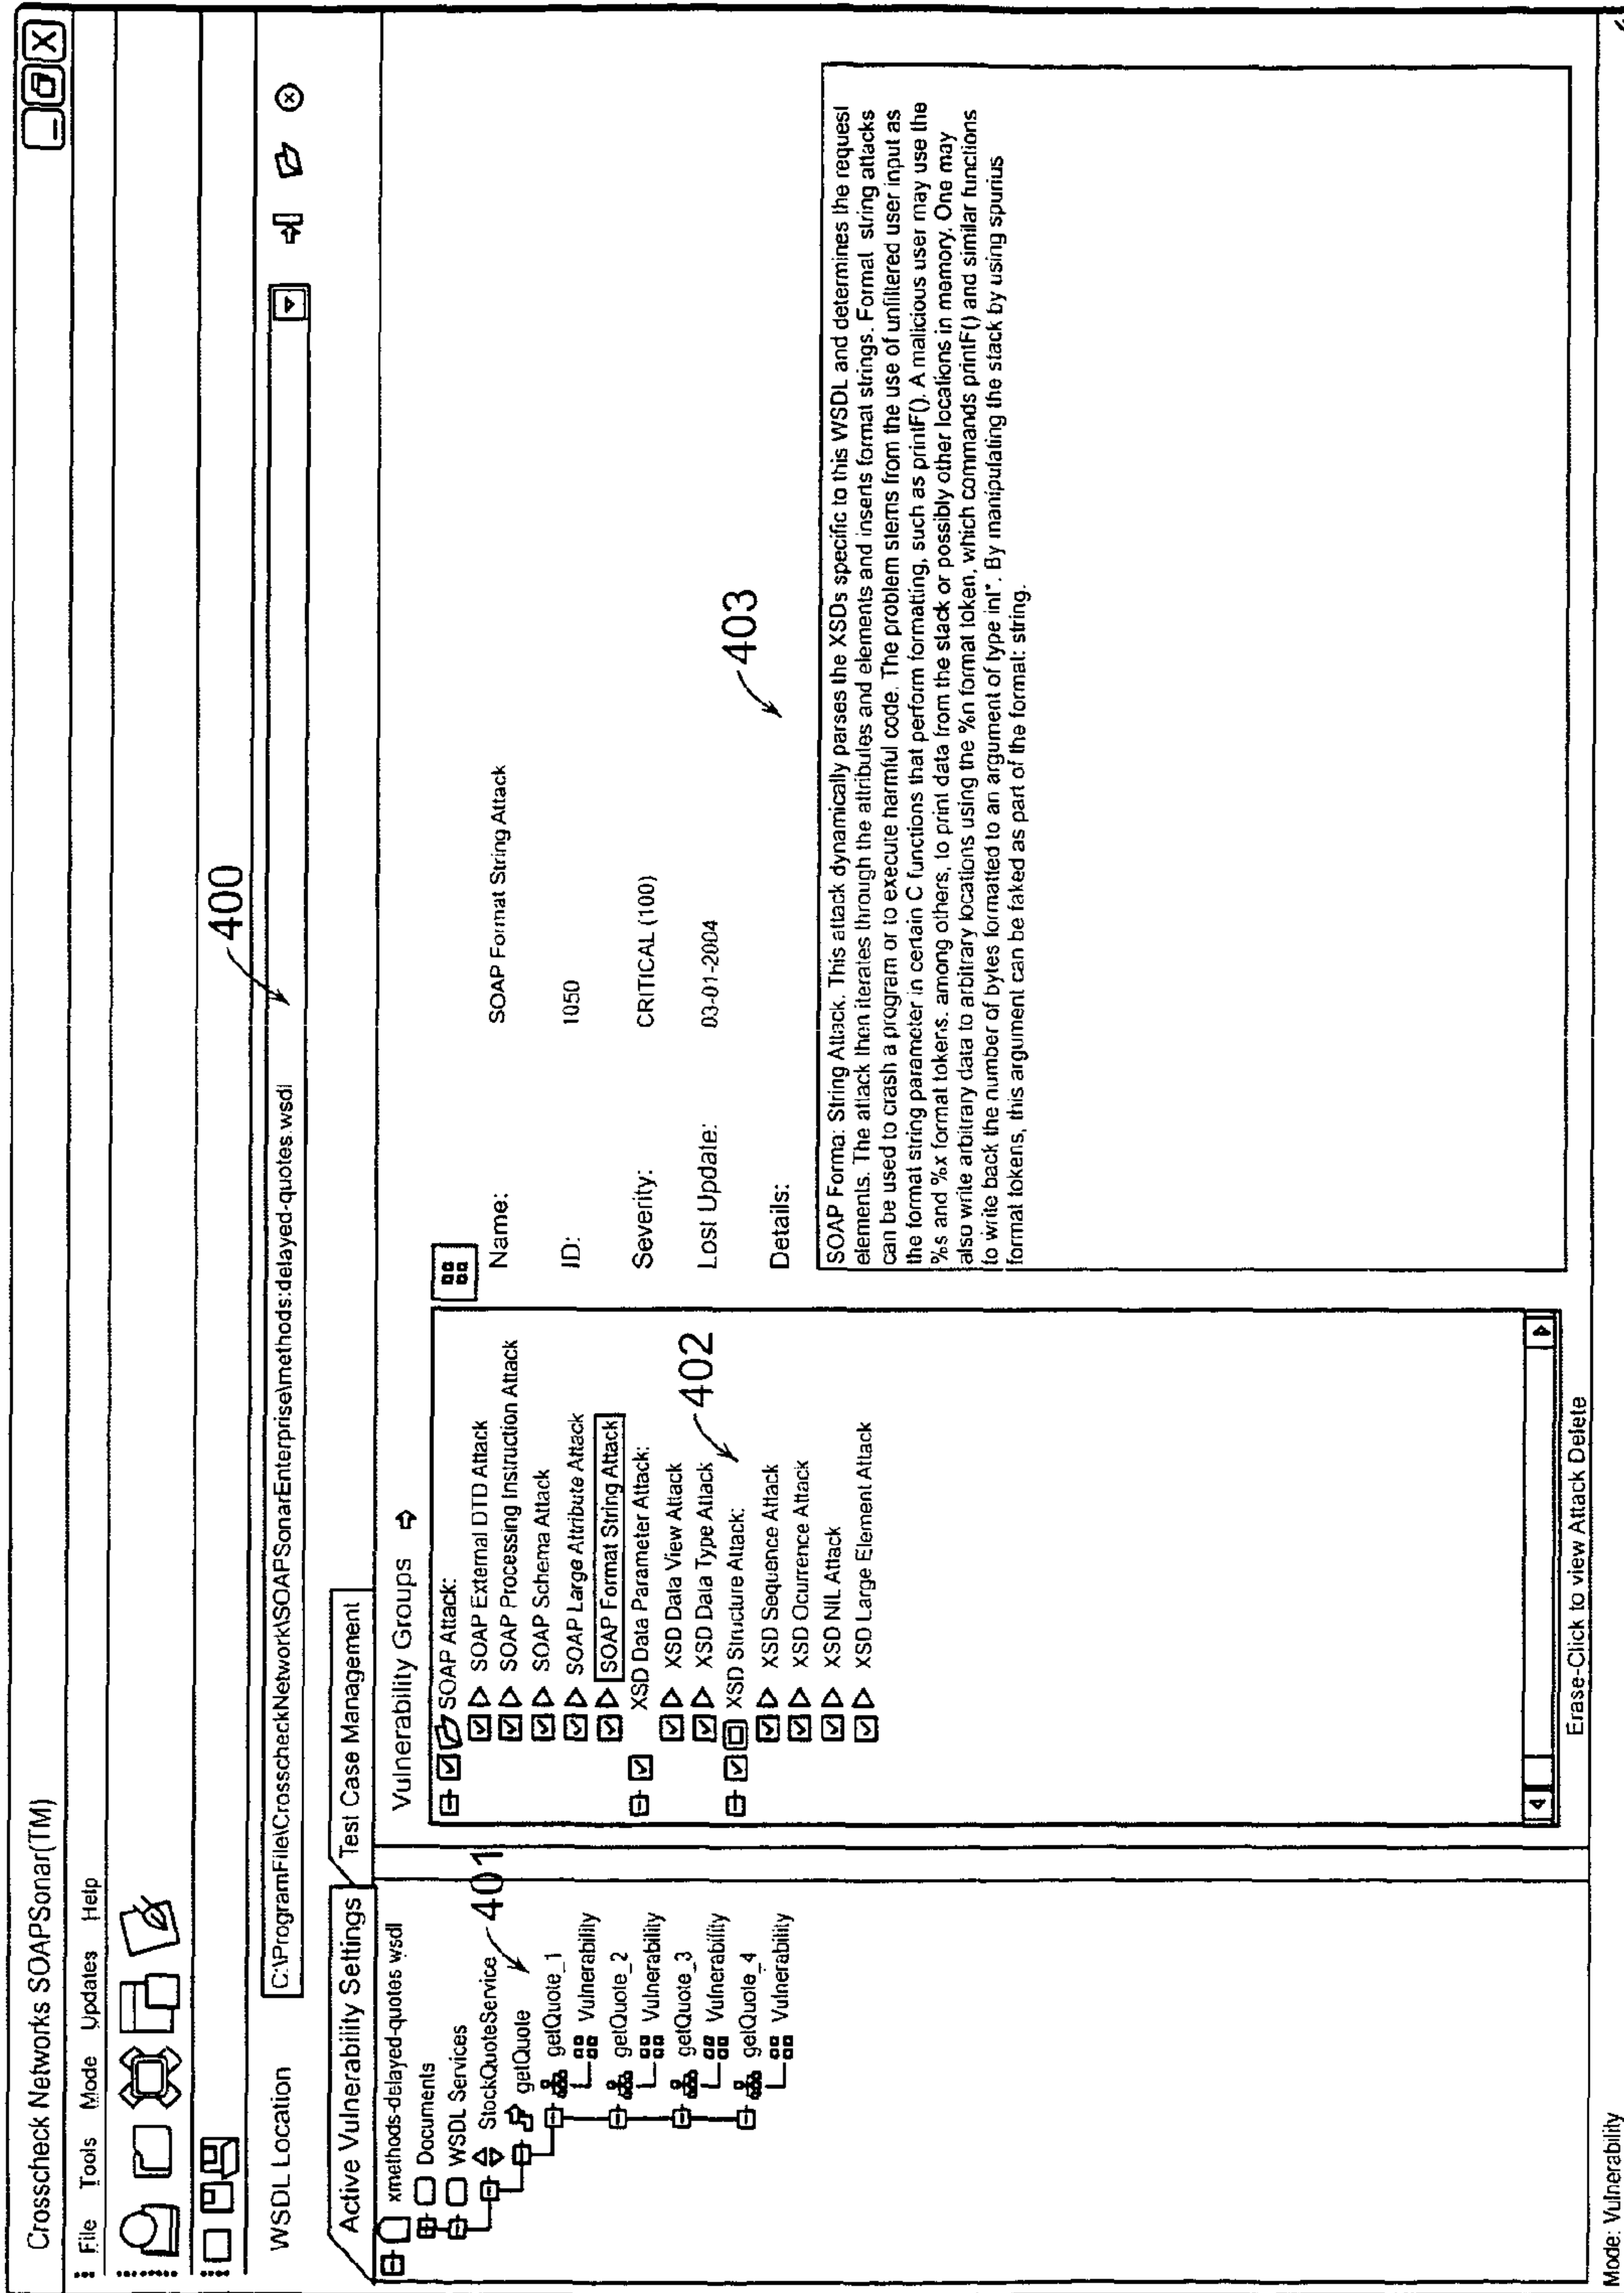 Crosscheck Networks SOAPSonar(TM)
File Tools Mode Updates Help
400
WSDL Location C:\ProgramFile\CrosscheckNetwork\SOAPSonarEnterprise\methods:delayed-quotes.wsdl
Active Vulnerability Settings Test Case Management
xmethods-delayed-quotes wsdl
Documents
WSDL Services
StockQuoteService
401
getQuote
getQuote_1
Vulnerability
getQuote_2
Vulnerability
getQuote_3
Vulnerability
getQuote_4
Vulnerability
Vulnerability Groups
SOAP Attack:
SOAP External DTD Attack
SOAP Processing Instruction Attack
SOAP Schema Attack
SOAP Large Attribute Attack
SOAP Format String Attack
XSD Data Parameter Attack:
XSD Data View Attack
XSD Data Type Attack
402
XSD Structure Attack:
XSD Sequence Attack
XSD Ocurrence Attack
XSD NIL Attack
XSD Large Element Attack
Erase-Click to view Attack Delete
Name: SOAP Format String Attack
ID: 1050
Severity: CRITICAL (100)
Lost Update: 03-01-2004
403
Details:
SOAP Forma: String Attack. This attack dynamically parses the XSDs specific to this WSDL and determines the request
elements. The attack then iterates through the attributes and elements and inserts format strings. Format string attacks
can be used to crash a program or to execute harmful code. The problem stems from the use of unfiltered user input as
the format string parameter in certain C functions that perform formatting, such as printF(). A malicious user may use the
%s and %x format tokens. among others, to print data from the stack or possibly other locations in memory. One may
also write arbitrary data to arbitrary locations using the %n format token, which commands printF() and similar functions
to write back the number of bytes formatted to an argument of type int*. By manipulating the stack by using spurius
format tokens, this argument can be faked as part of the format: string.
Mode: Vulnerability